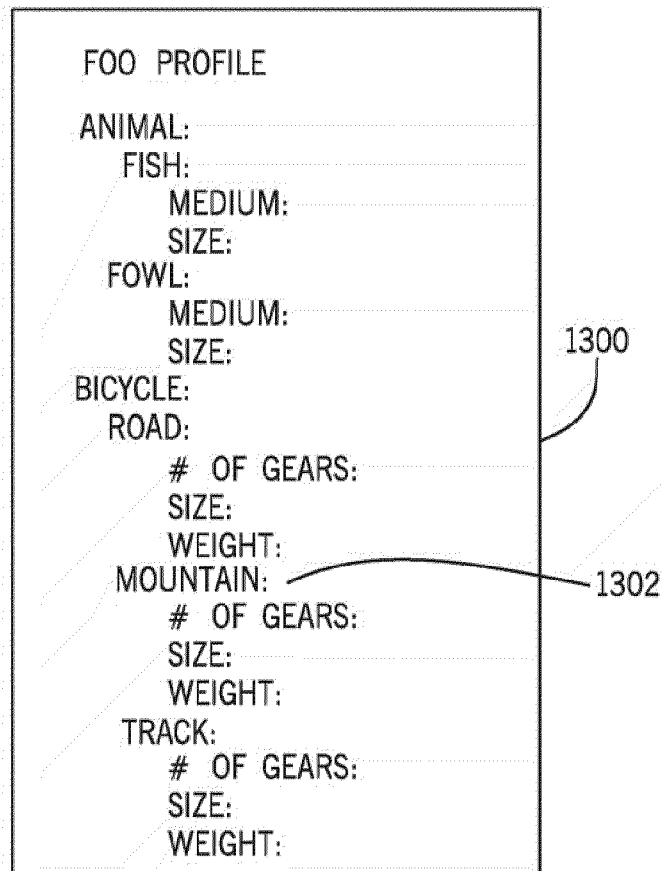 FOO PROFILE
ANIMAL:
FISH:
MEDIUM:
SIZE:
FOWL:
MEDIUM:
SIZE:
BICYCLE:
ROAD:
# OF GEARS:
SIZE:
WEIGHT:
MOUNTAIN:
# OF GEARS:
SIZE:
WEIGHT:
TRACK:
# OF GEARS:
SIZE:
WEIGHT:
1300
1302